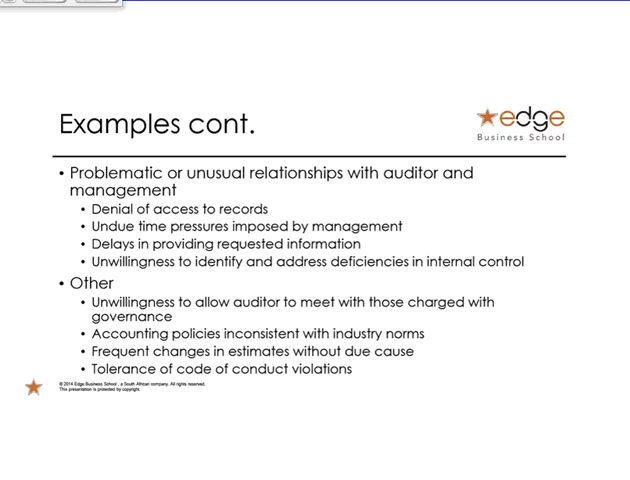 Examples cont.
edge
Business School
• Problematic or unusual relationships with auditor and
management
• Denial of access to records
• Undue time pressures imposed by management
• Delays in providing requested information
• Unwillingness to identify and address deficiencies in internal control
• Other
• Unwillingness to allow auditor to meet with those charged with
governance
• Accounting policies inconsistent with industry norms
• Frequent changes in estimates without due cause
• Tolerance of code of conduct violations
© 2014 Edge Business School , a South African company. All rights reserved.
This presentation is protected by copyright.